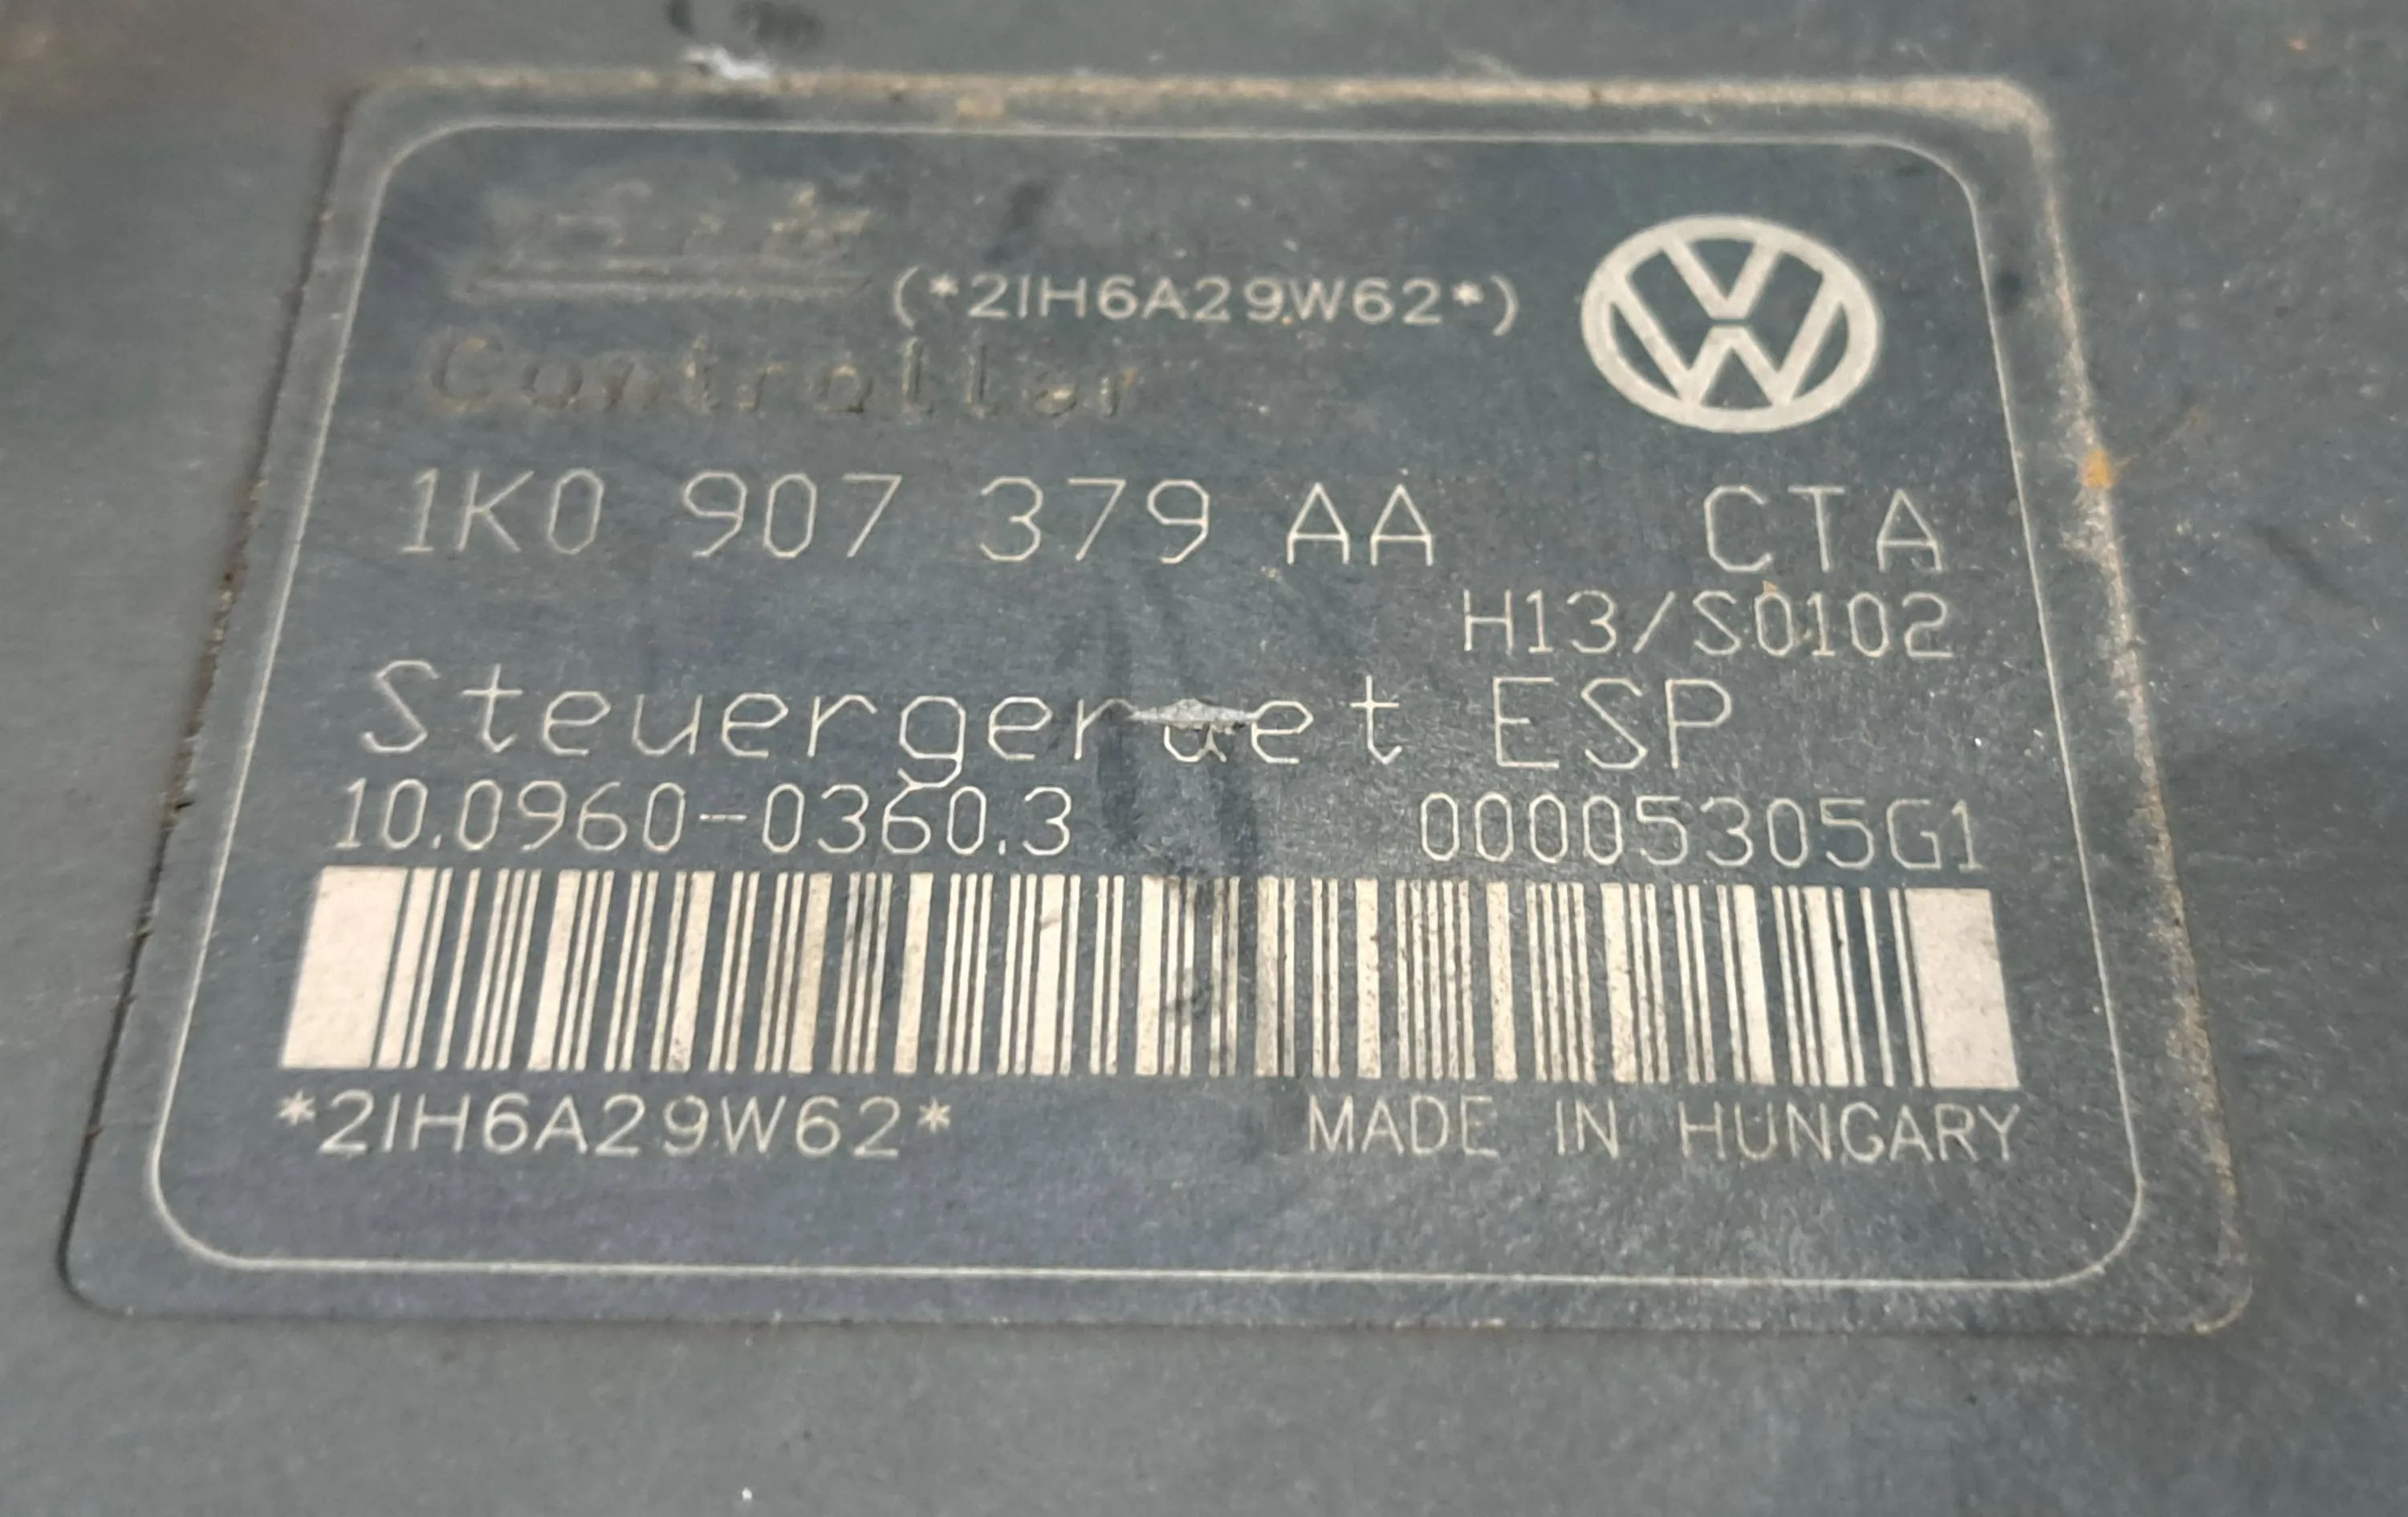 (*2IH6A29W62*)
Controller
1K0 907 379 AA CTA
H13/S0102
Steuergeraet ESP
10.0960-0360.3 00005305G1
*2IH6A29W62* MADE IN HUNGARY